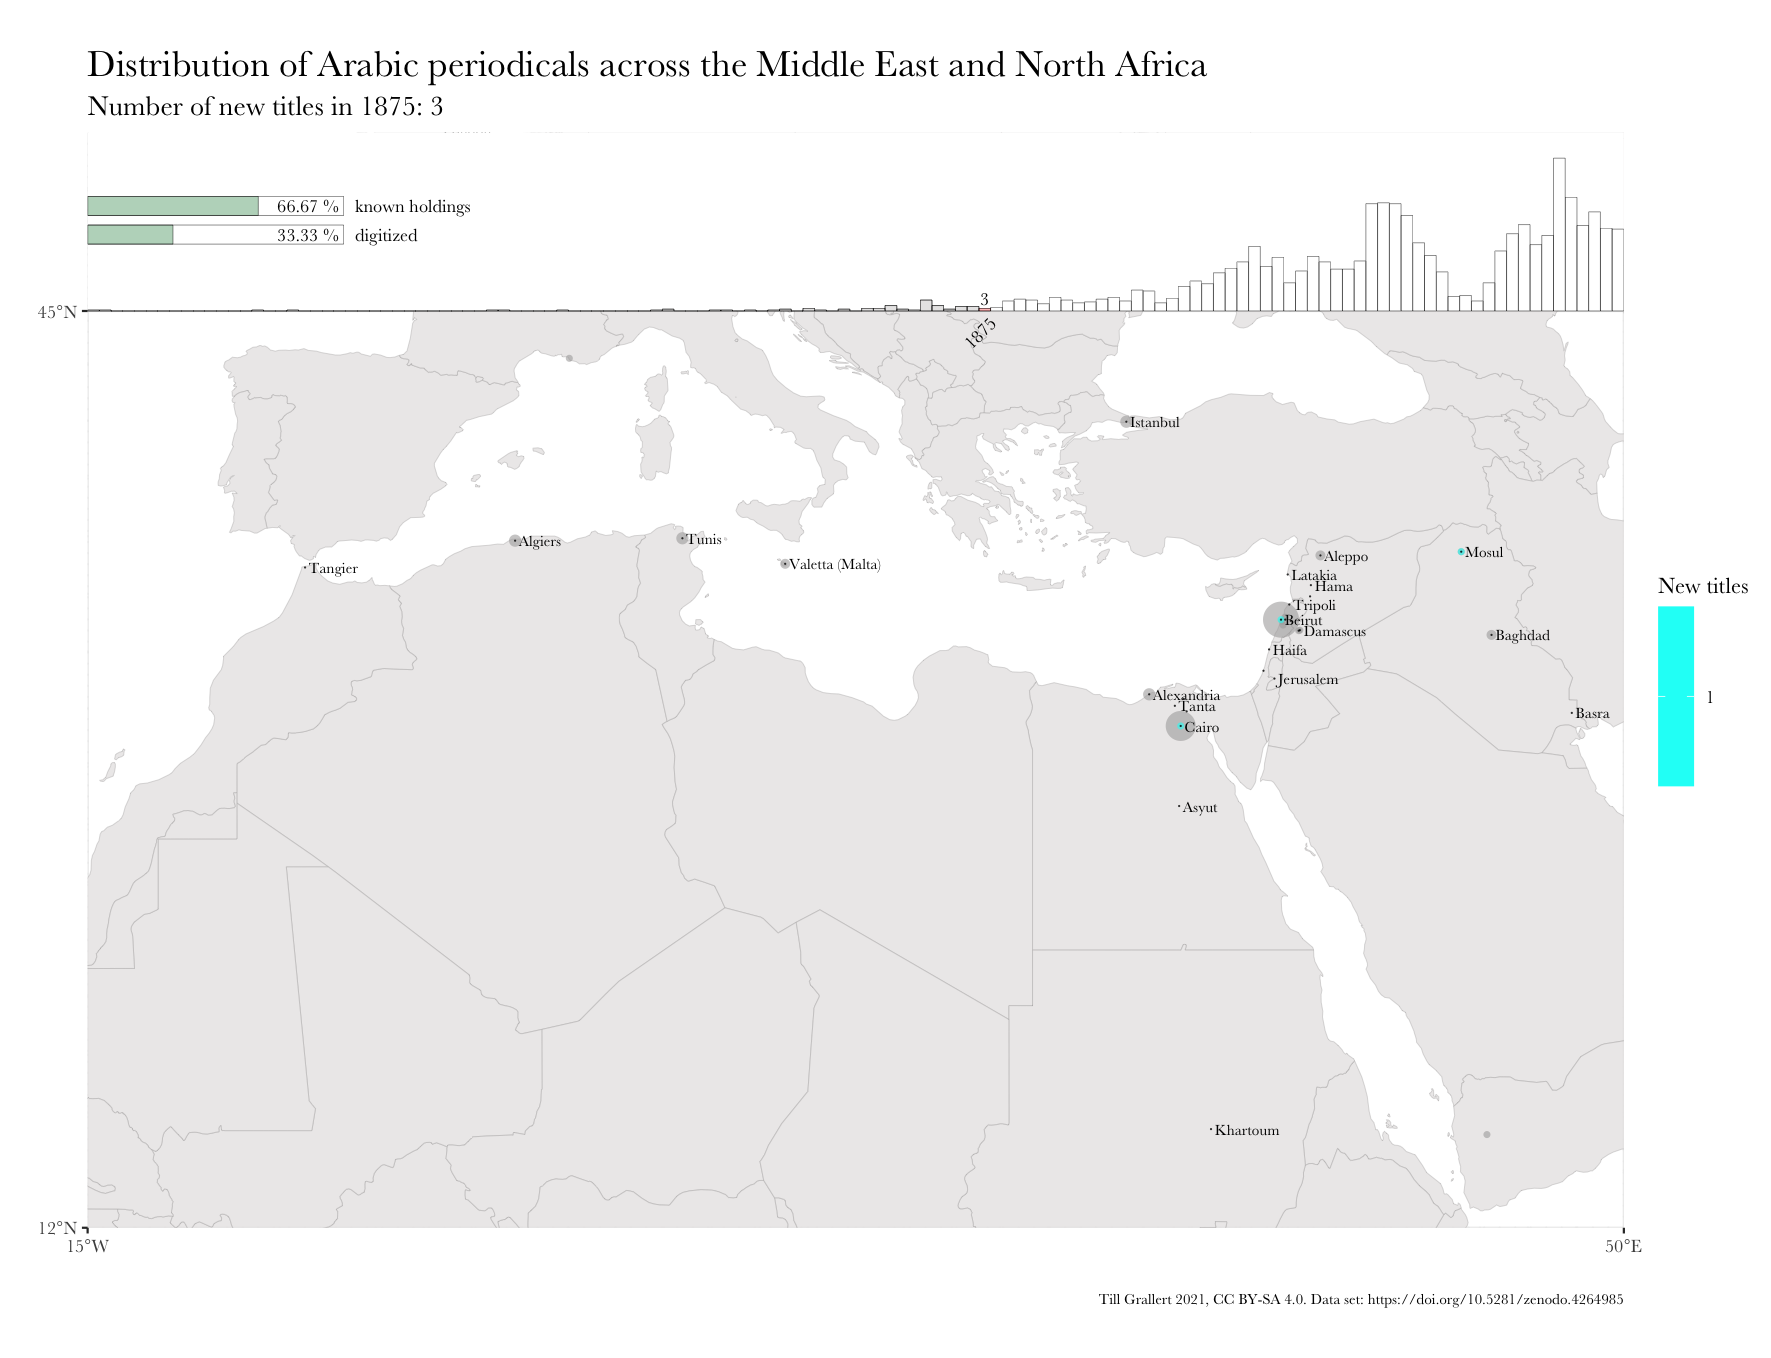 Distribution of Arabic periodicals across the Middle East and North Africa
Number of new titles in 1875: 3
66.67 % known holdings
33.33 % digitized
3
45°N
1875
Istanbul
Algiers
Tunis
Mosul
Aleppo
Valetta (Malta)
Tangier
Latakia
Hama
New titles
Tripoli
Beirut
Damascus
Baghdad
Haifa
Jerusalem
Alexandria
1
Tanta
Basra
Cairo
Asyut
Khartoum
12°N
15°W
50°E
Till Grallert 2021, CC BY-SA 4.0. Data set: https://doi.org/10.5281/zenodo.4264985